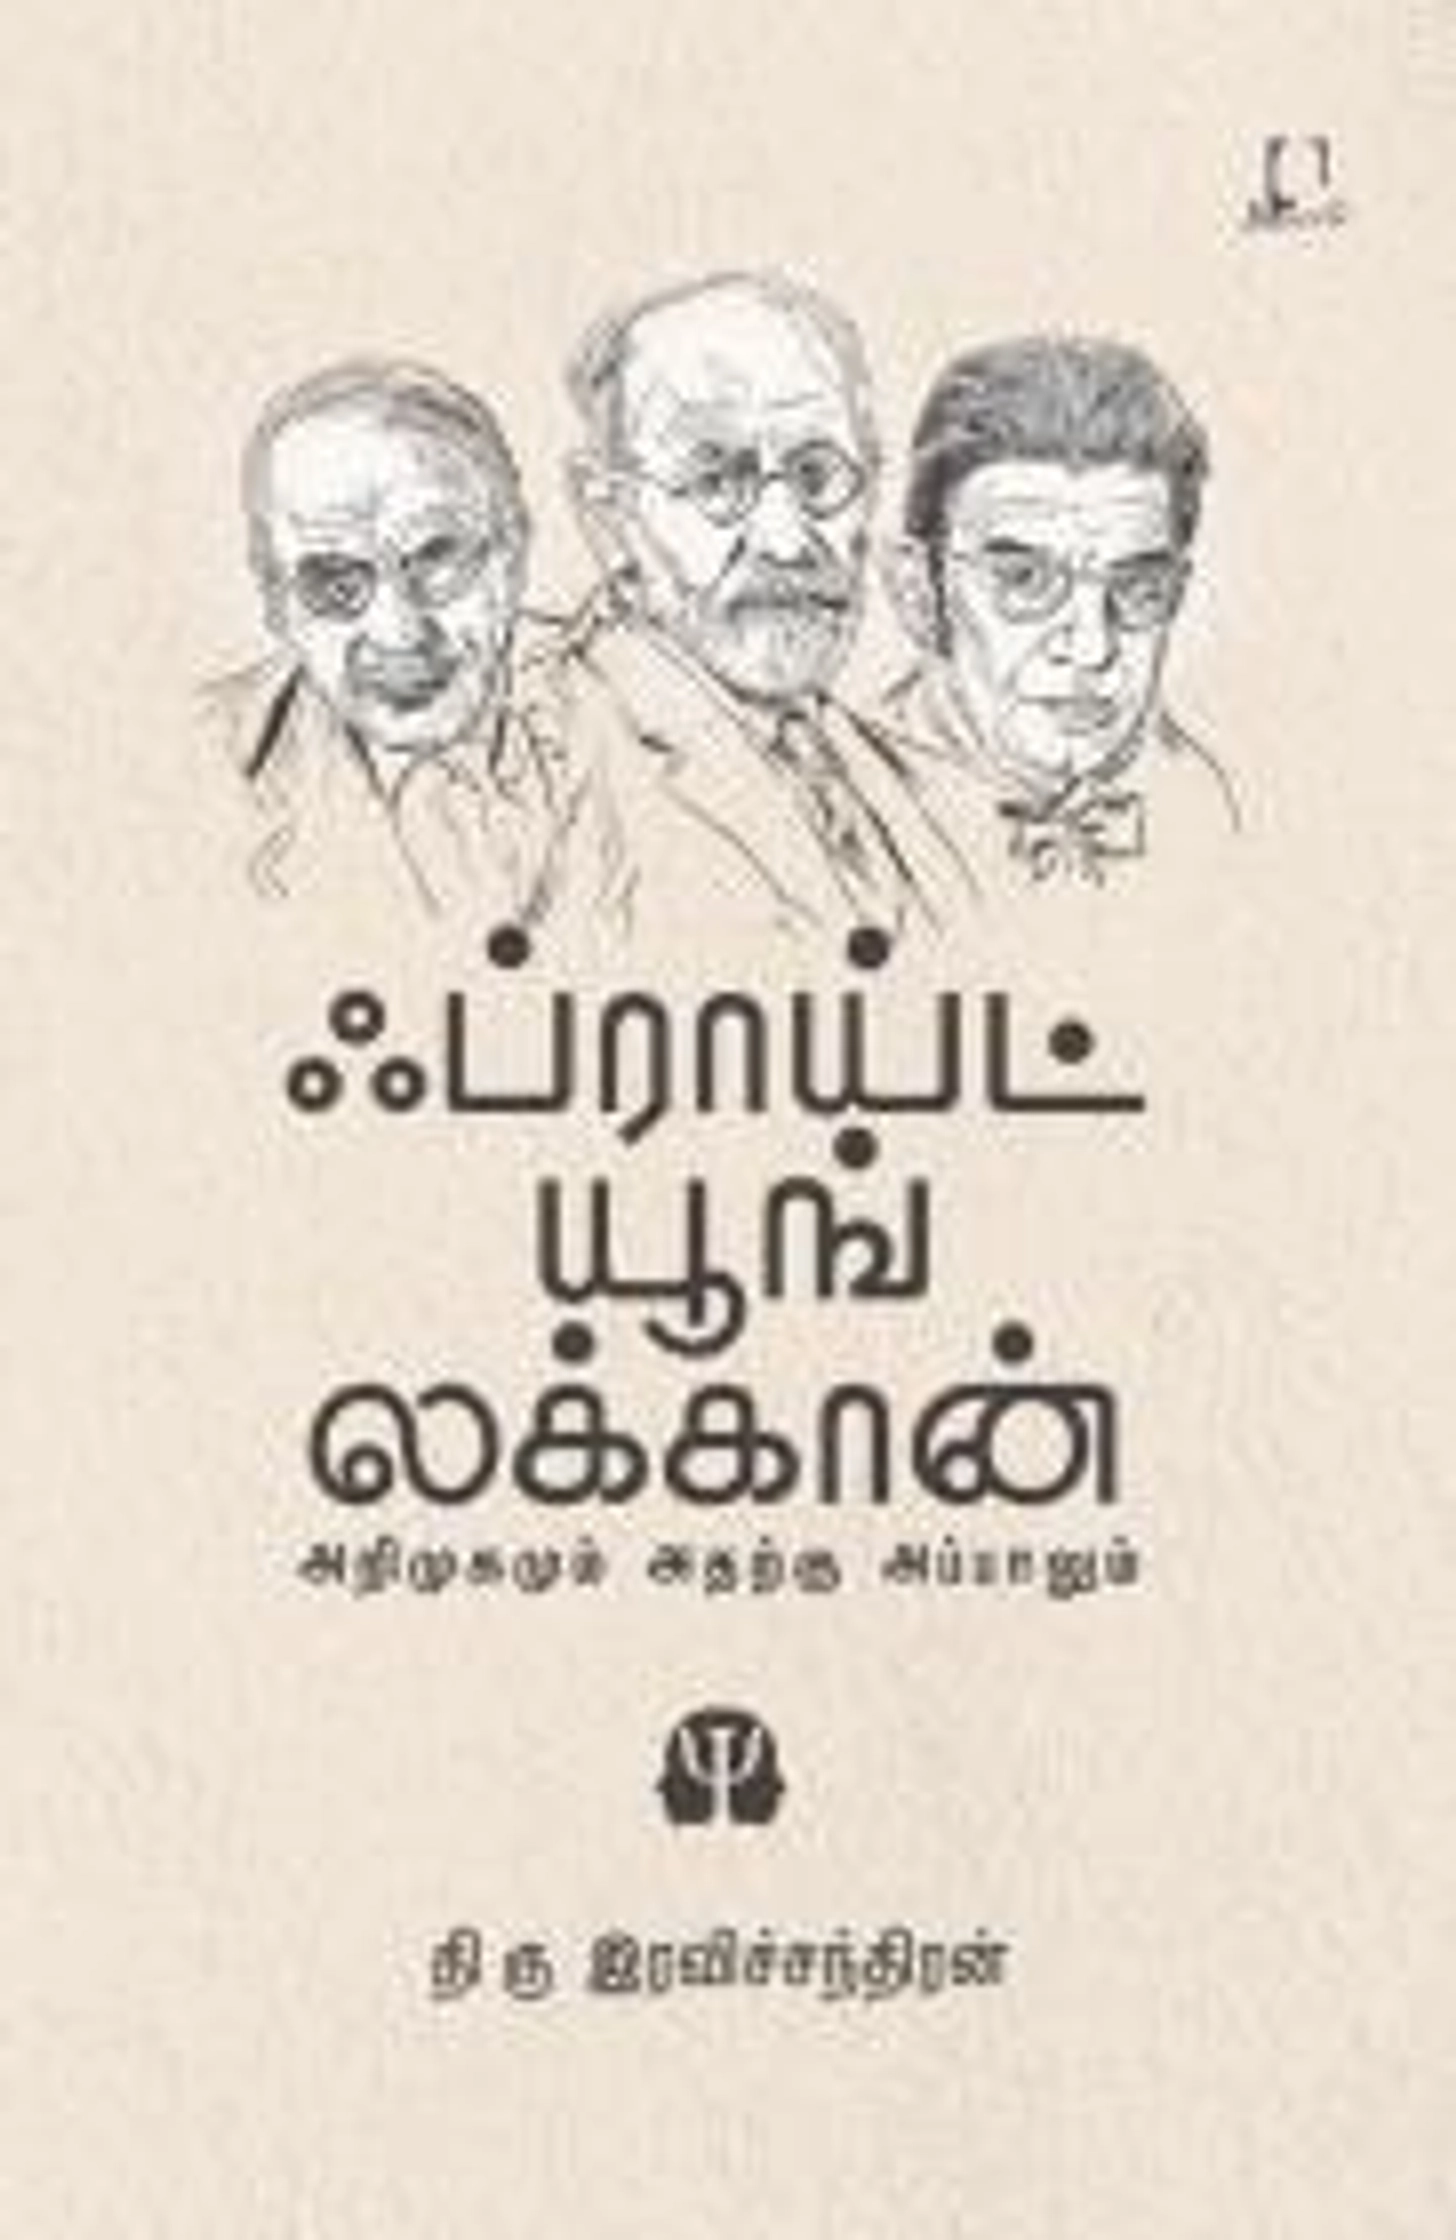 ஃப்ராய்ட்
யூங்
லக்கான்
அறிமுகமும் அதற்கு அப்பாலும்
தி கு இரவிச்சந்திரன்